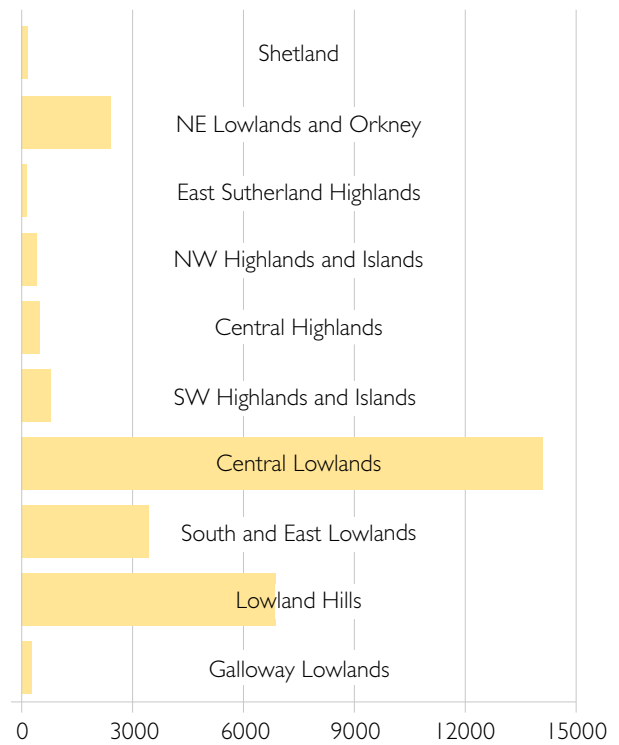 Shetland
NE Lowlands and Orkney
East Sutherland Highlands
NW Highlands and Islands
Central Highlands
SW Highlands and Islands
Central Lowlands
South and East Lowlands
Lowland Hills
Galloway Lowlands
0 3000 6000 9000 12000 15000